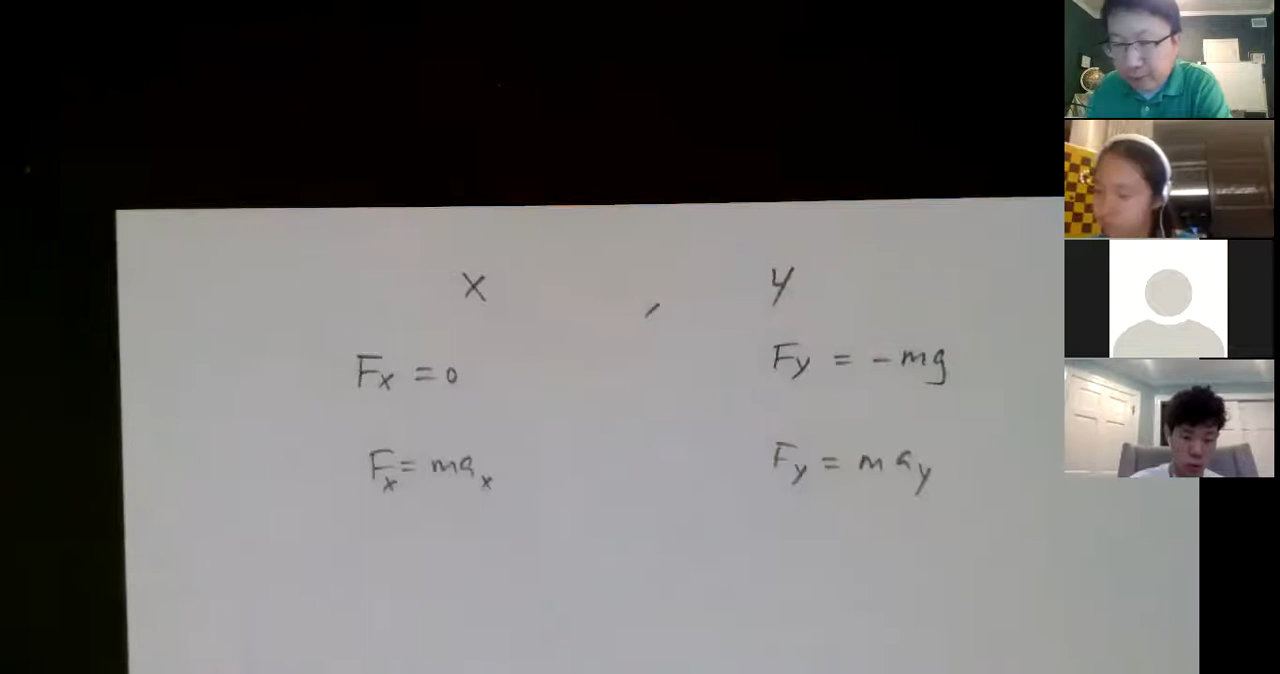 x , y
Fx = 0 Fy = -mg
Fx = max Fy = may